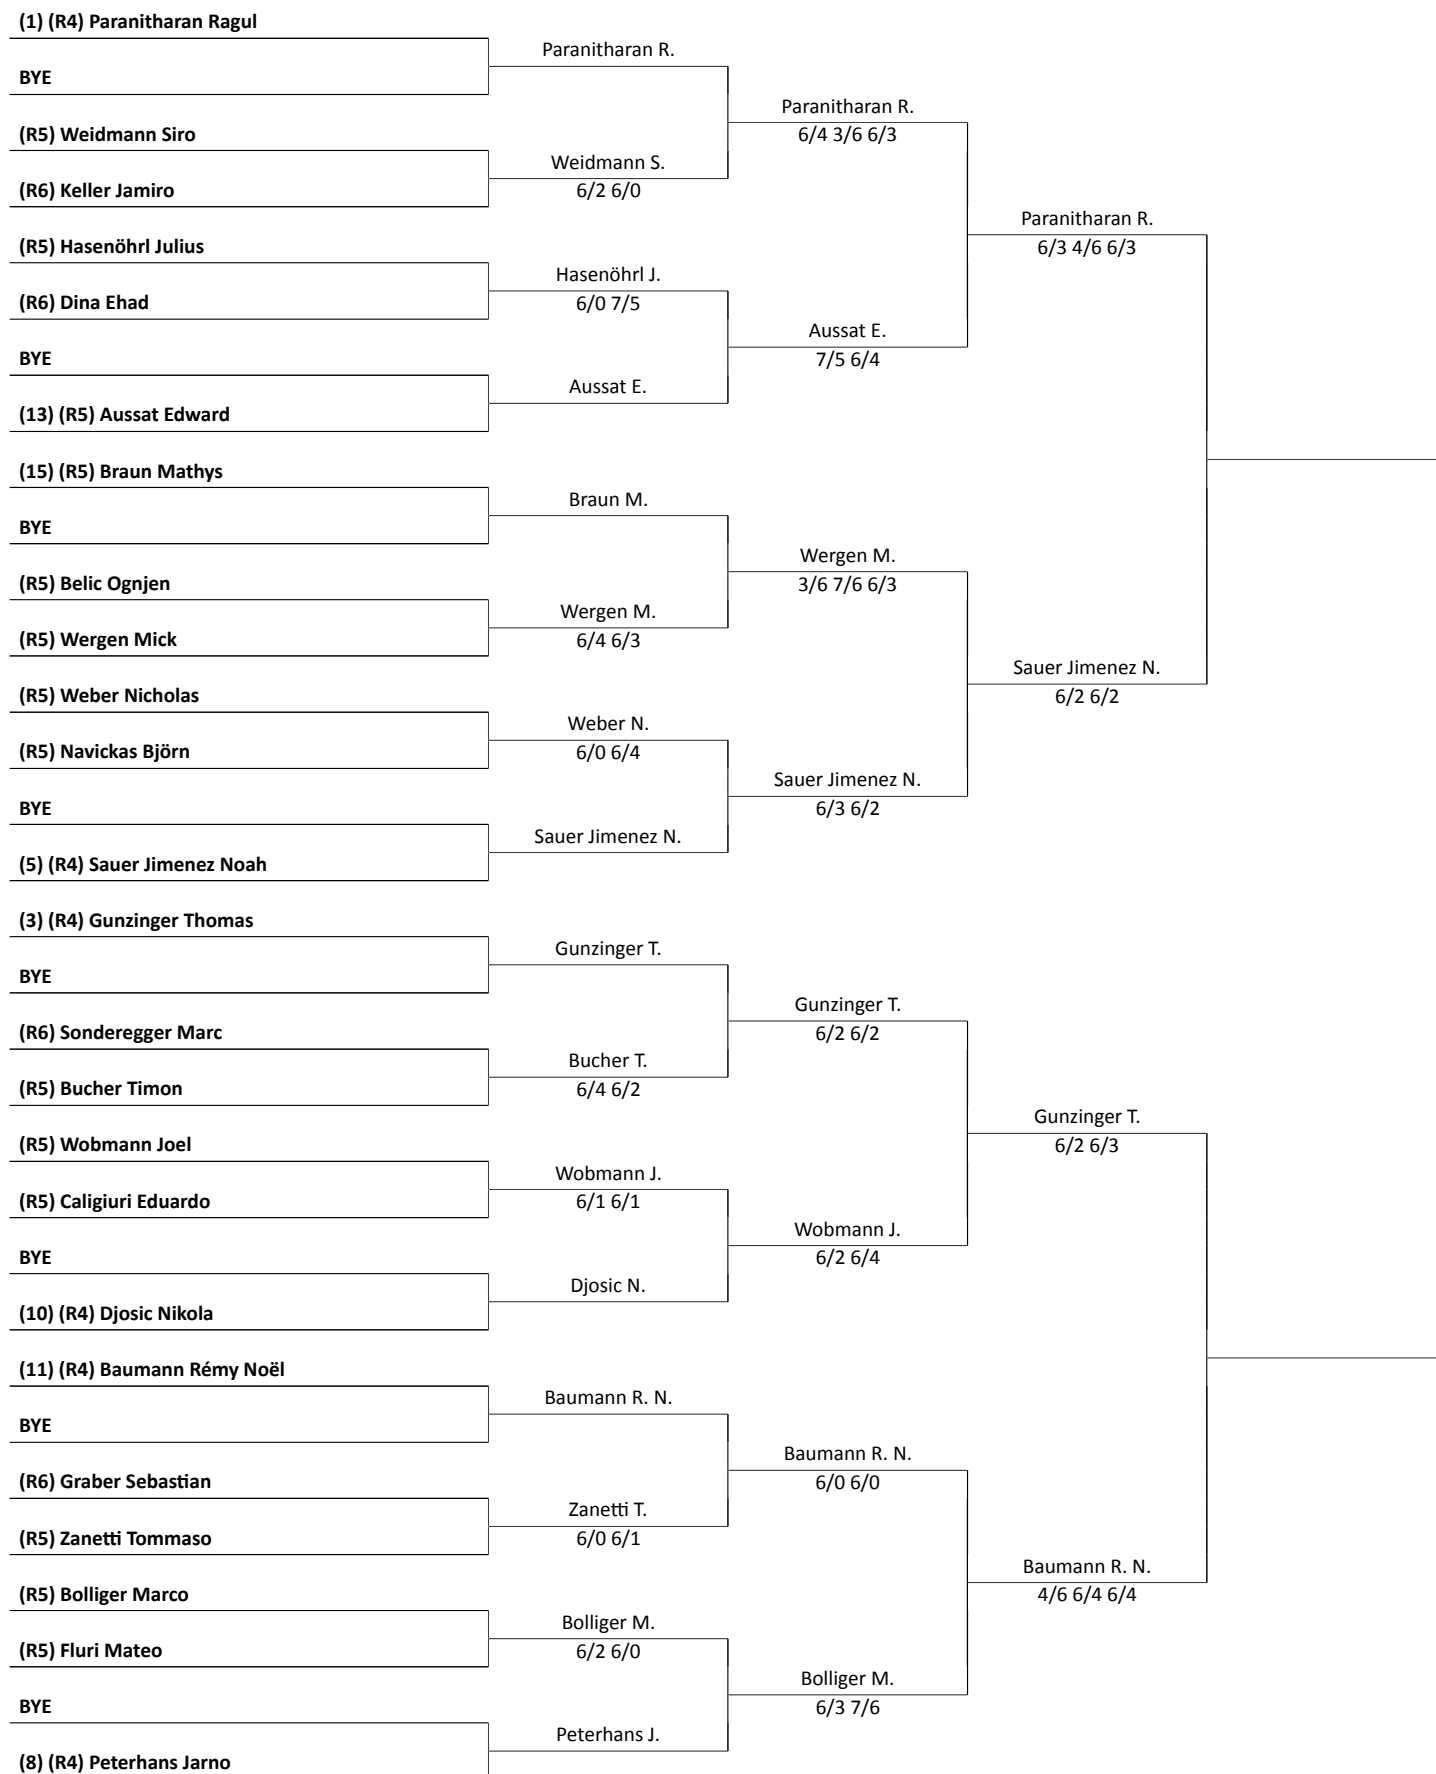 (1) (R4) Paranitharan Ragul
Paranitharan R.
BYE
Paranitharan R.
(R5) Weidmann Siro
6/4 3/6 6/3
Weidmann S.
(R6) Keller Jamiro
6/2 6/0
Paranitharan R.
(R5) Hasenöhrl Julius
6/3 4/6 6/3
Hasenöhrl J.
(R6) Dina Ehad
6/0 7/5
Aussat E.
BYE
7/5 6/4
Aussat E.
(13) (R5) Aussat Edward
(15) (R5) Braun Mathys
Braun M.
BYE
Wergen M.
(R5) Belic Ognjen
3/6 7/6 6/3
Wergen M.
(R5) Wergen Mick
6/4 6/3
Sauer Jimenez N.
(R5) Weber Nicholas
6/2 6/2
Weber N.
(R5) Navickas Björn
6/0 6/4
Sauer Jimenez N.
BYE
6/3 6/2
Sauer Jimenez N.
(5) (R4) Sauer Jimenez Noah
(3) (R4) Gunzinger Thomas
Gunzinger T.
BYE
Gunzinger T.
(R6) Sonderegger Marc
6/2 6/2
Bucher T.
(R5) Bucher Timon
6/4 6/2
Gunzinger T.
(R5) Wobmann Joel
6/2 6/3
Wobmann J.
(R5) Caligiuri Eduardo
6/1 6/1
Wobmann J.
BYE
6/2 6/4
Djosic N.
(10) (R4) Djosic Nikola
(11) (R4) Baumann Rémy Noël
Baumann R. N.
BYE
Baumann R. N.
(R6) Graber Sebastian
6/0 6/0
Zanetti T.
(R5) Zanetti Tommaso
6/0 6/1
Baumann R. N.
(R5) Bolliger Marco
4/6 6/4 6/4
Bolliger M.
(R5) Fluri Mateo
6/2 6/0
Bolliger M.
BYE
6/3 7/6
Peterhans J.
(8) (R4) Peterhans Jarno